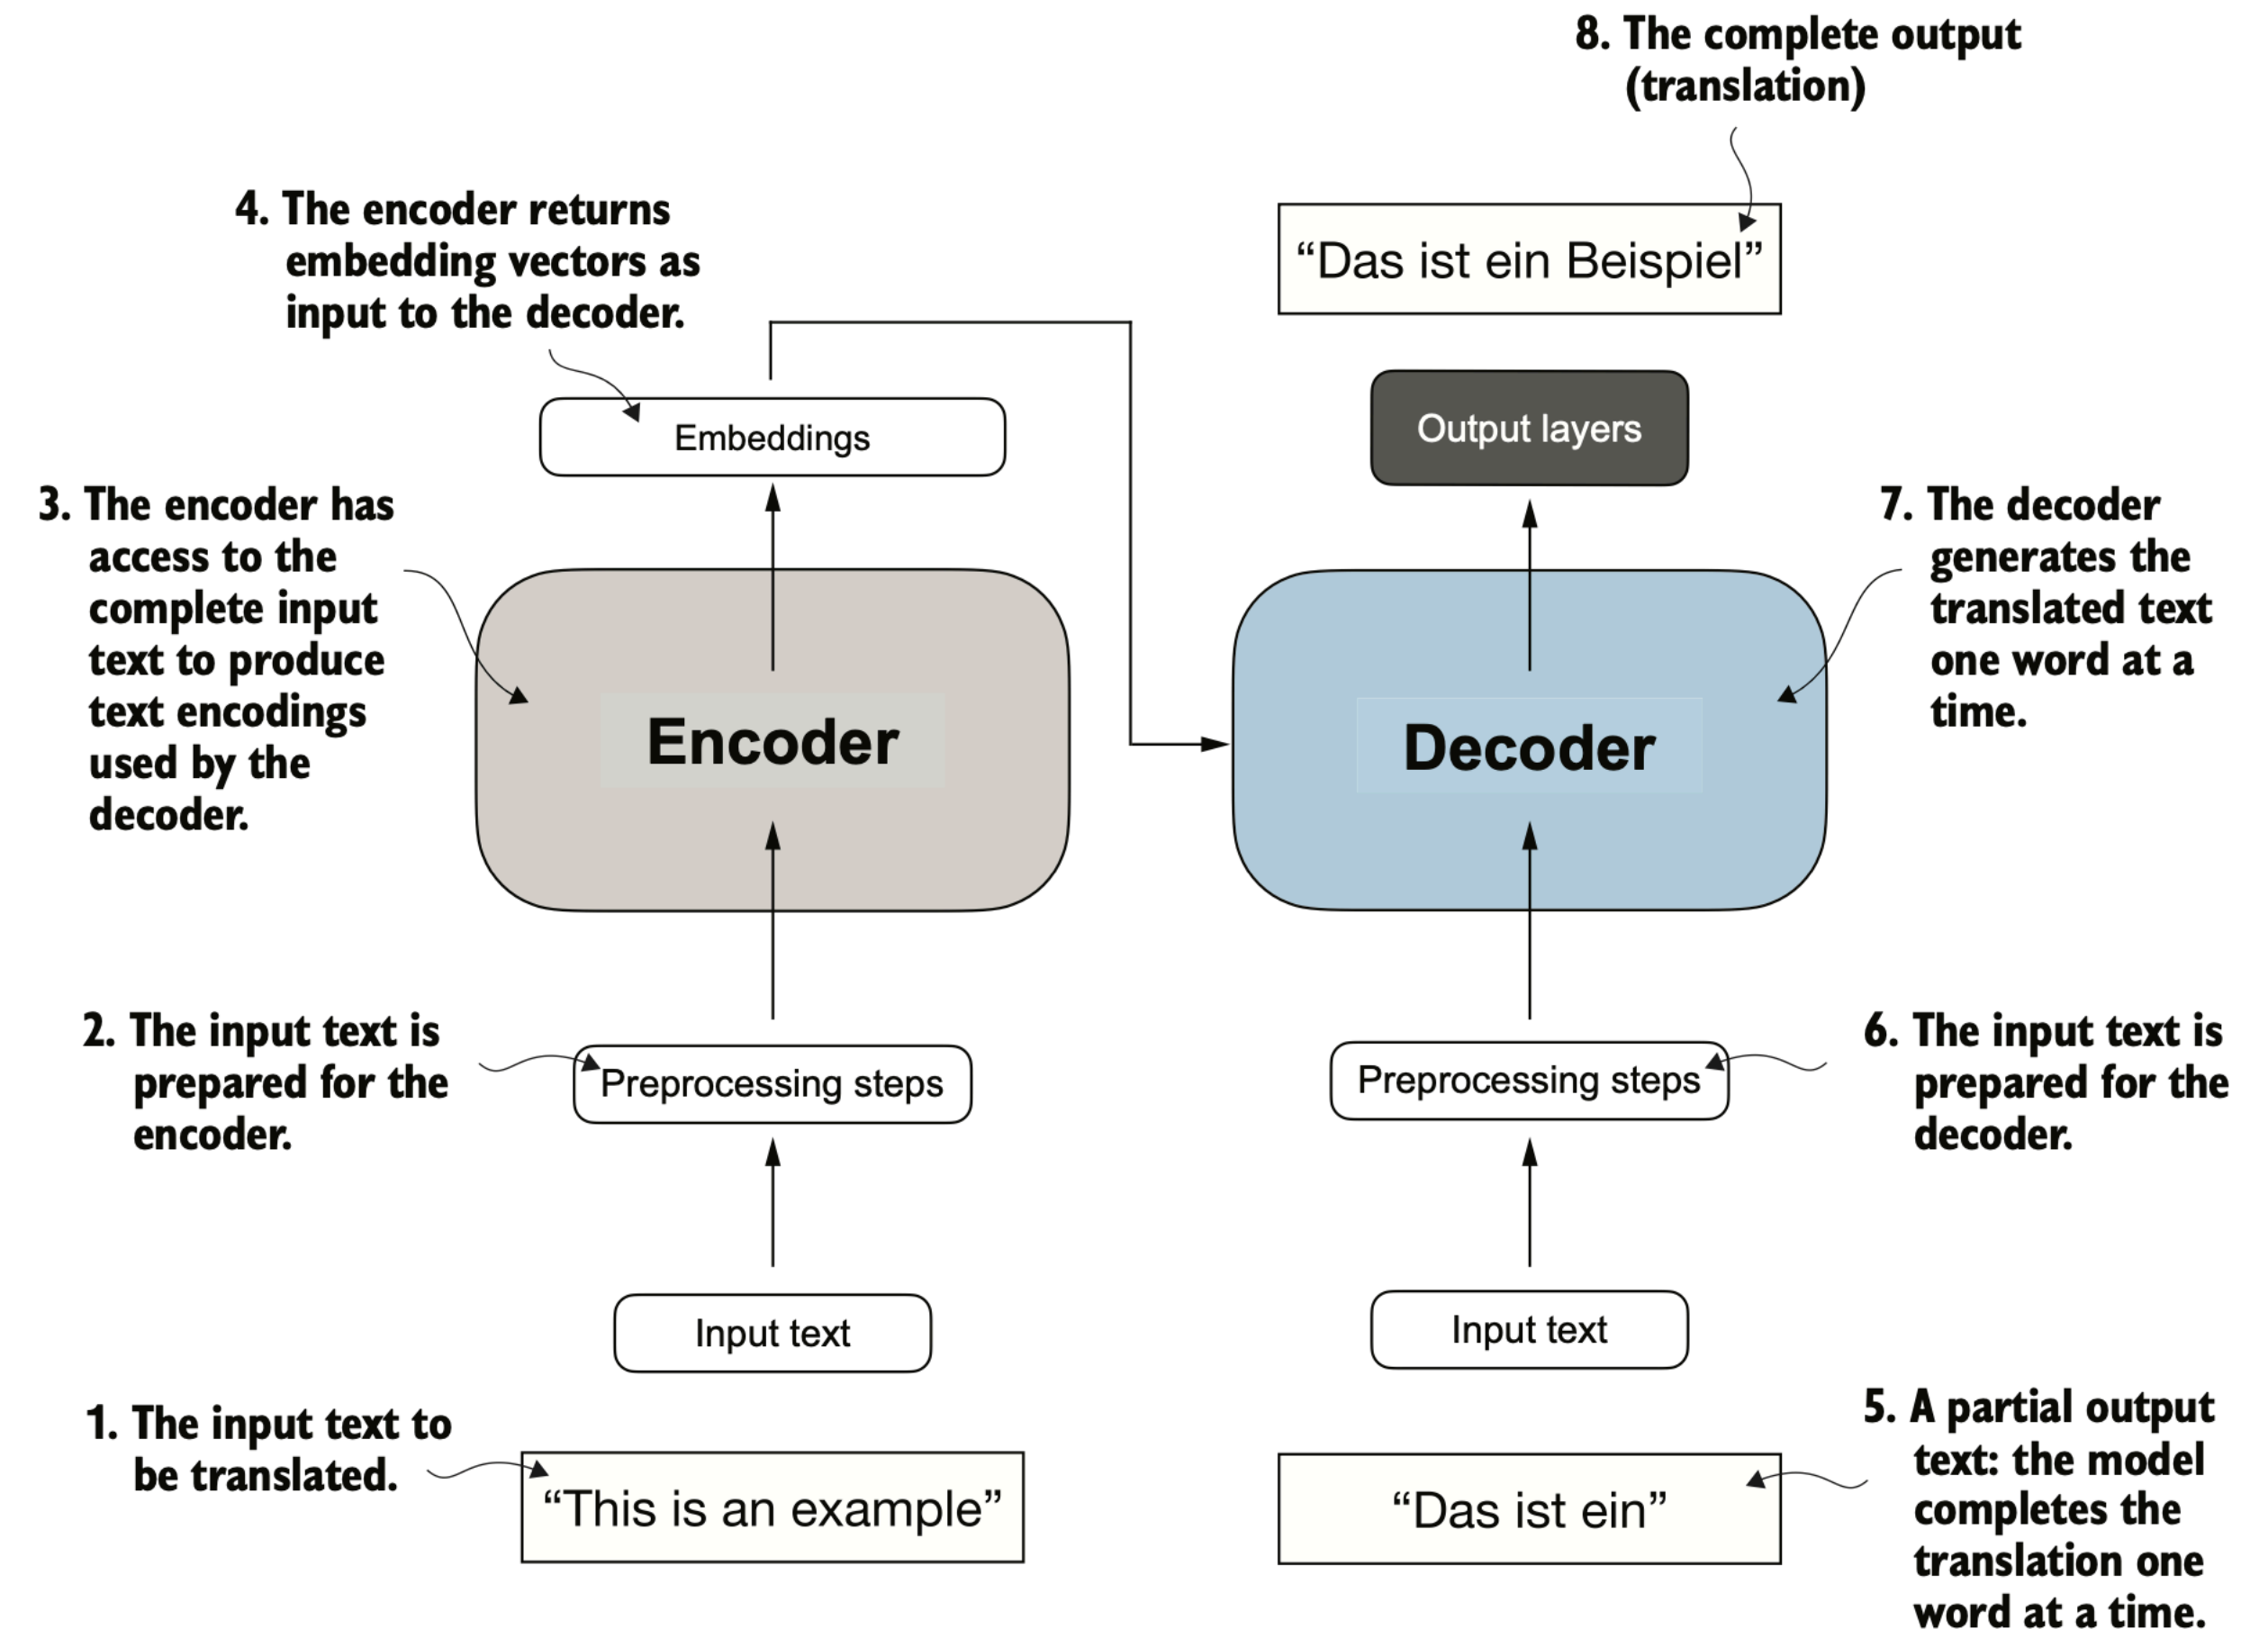 8. The complete output
(translation)
“Das ist ein Beispiel”
4. The encoder returns
embedding vectors as
input to the decoder.
Embeddings
Output layers
3. The encoder has
access to the
complete input
text to produce
text encodings
used by the
decoder.
Encoder
Decoder
7. The decoder
generates the
translated text
one word at a
time.
2. The input text is
prepared for the
encoder.
Preprocessing steps
Preprocessing steps
6. The input text is
prepared for the
decoder.
Input text
Input text
1. The input text to
be translated.
“This is an example”
“Das ist ein”
5. A partial output
text: the model
completes the
translation one
word at a time.